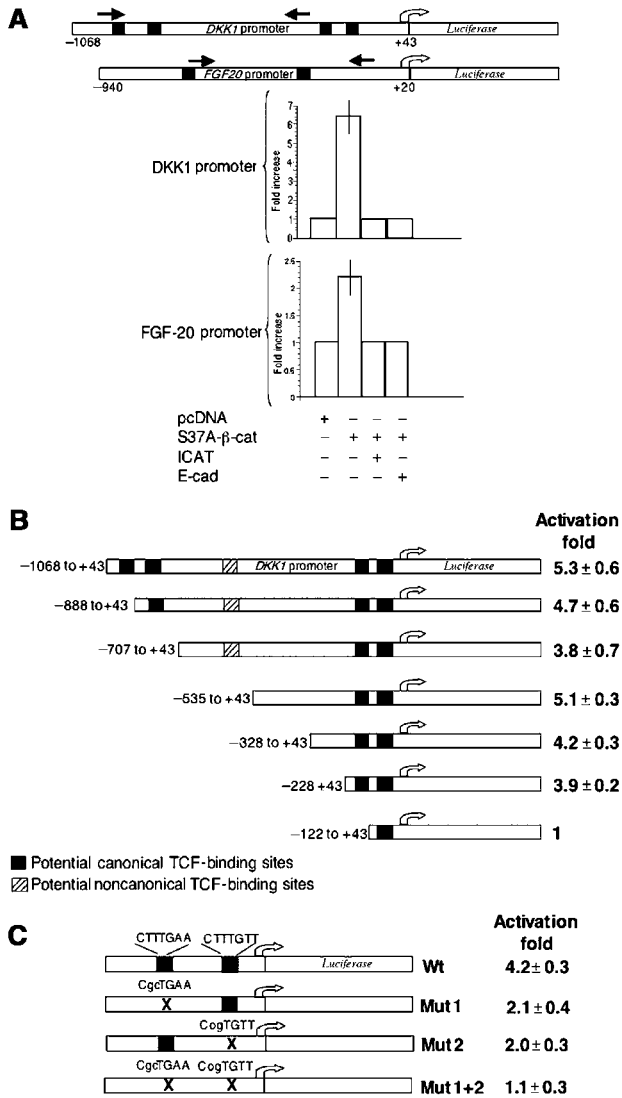 A
DKK1 promoter
Luciferase
−1068
+43
FGF20 promoter
Luciferase
−940
+20
DKK1 promoter
Fold increase
7
6
5
4
3
2
1
0
FGF-20 promoter
Fold increase
2.5
2
1.5
1
0.5
0
pcDNA + − − −
S37A-β-cat − + + +
ICAT − − + −
E-cad − − − +
B
Activation fold
−1068 to +43 DKK1 promoter Luciferase 5.3 ± 0.6
−888 to +43 4.7 ± 0.6
−707 to +43 3.8 ± 0.7
−535 to +43 5.1 ± 0.3
−328 to +43 4.2 ± 0.3
−228 +43 3.9 ± 0.2
−122 to +43 1
Potential canonical TCF-binding sites
Potential noncanonical TCF-binding sites
C
Activation fold
CTTTGAA CTTTGTT
Luciferase Wt 4.2 ± 0.3
CgcTGAA
X Mut 1 2.1 ± 0.4
CogTGTT
X Mut 2 2.0 ± 0.3
CgcTGAA CogTGTT
X X Mut 1+2 1.1 ± 0.3